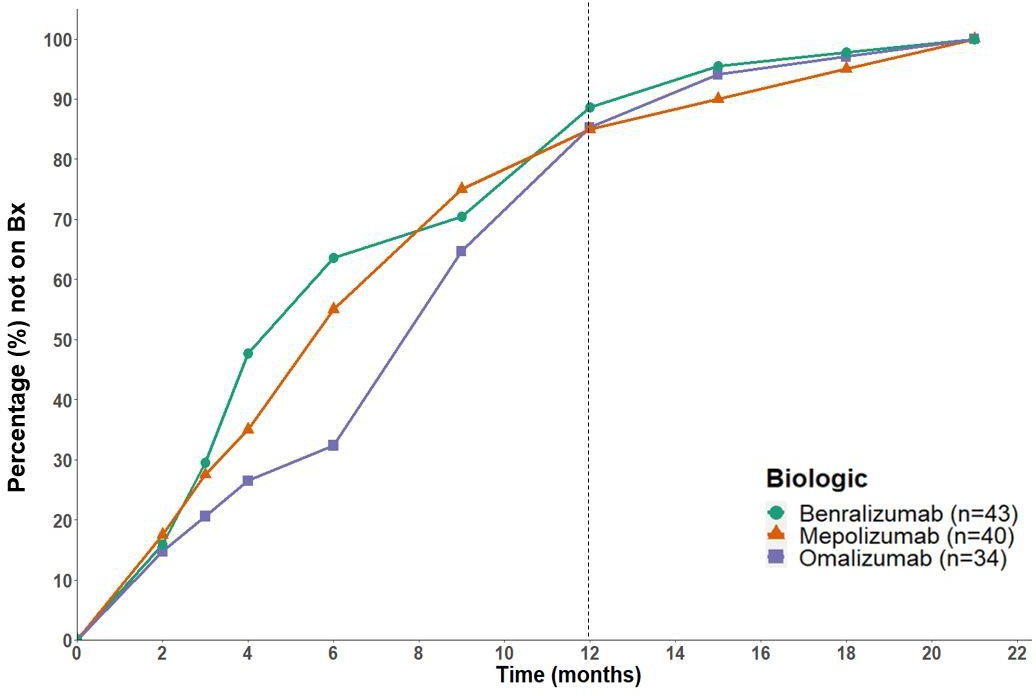 Percentage (%) not on Bx
100
90
80
70
60
50
40
30
20
10
0
0 2 4 6 8 10 12 14 16 18 20 22
Time (months)
Biologic
Benralizumab (n=43)
Mepolizumab (n=40)
Omalizumab (n=34)